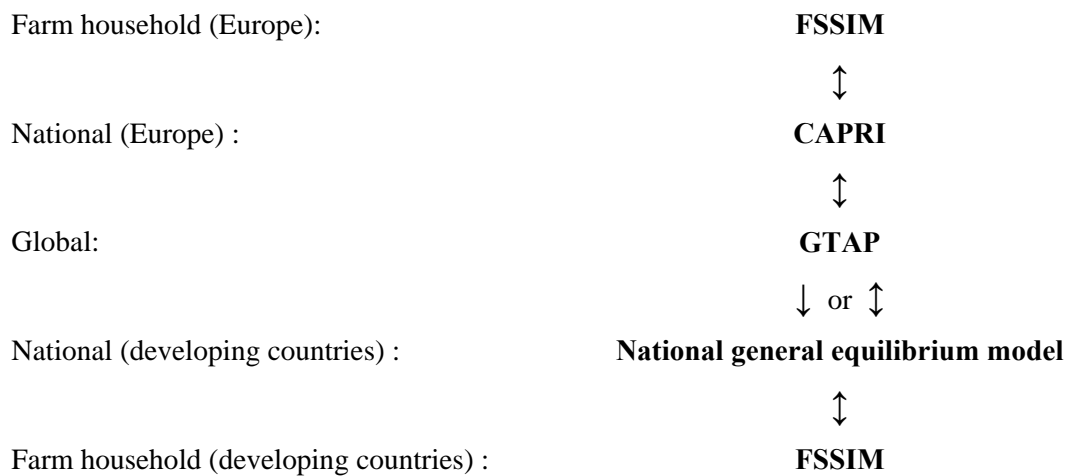 Farm household (Europe): FSSIM
↕
National (Europe) : CAPRI
↕
Global: GTAP
↓ or ↕
National (developing countries) : National general equilibrium model
↕
Farm household (developing countries) : FSSIM